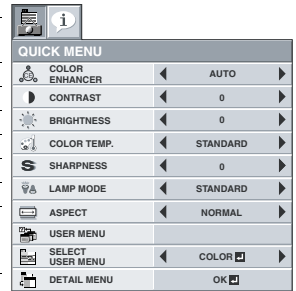 QUICK MENU
COLOR ENHANCER AUTO
CONTRAST 0
BRIGHTNESS 0
COLOR TEMP. STANDARD
SHARPNESS 0
LAMP MODE STANDARD
ASPECT NORMAL
USER MENU
SELECT USER MENU COLOR
DETAIL MENU OK